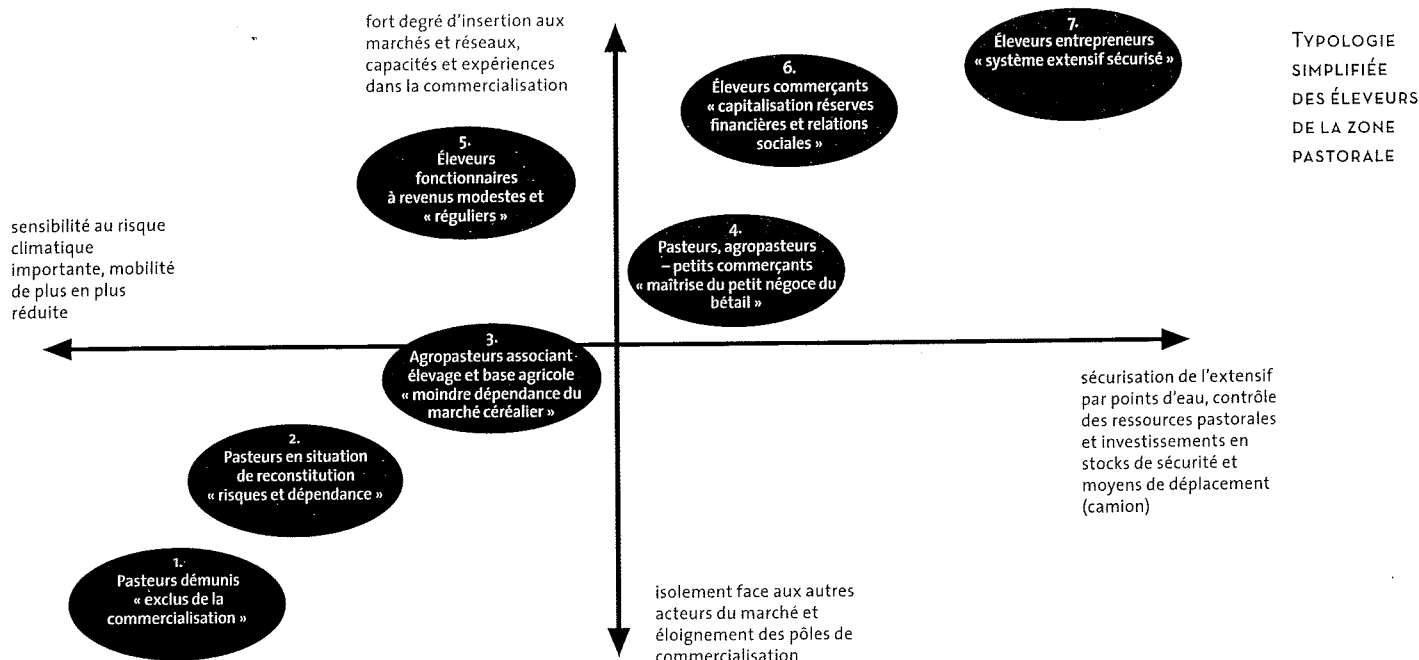 fort degré d'insertion aux
marchés et réseaux,
capacités et expériences
dans la commercialisation
7.
Éleveurs entrepreneurs
« système extensif sécurisé »
TYPOLOGIE
SIMPLIFIÉE
DES ÉLEVEURS
DE LA ZONE
PASTORALE
6.
Éleveurs commerçants
« capitalisation réserves
financières et relations
sociales »
5.
Éleveurs
fonctionnaires
à revenus modestes et
« réguliers »
sensibilité au risque
climatique
importante, mobilité
de plus en plus
réduite
4.
Pasteurs, agropasteurs
– petits commerçants
« maîtrise du petit négoce du
bétail »
3.
Agropasteurs associant
élevage et base agricole
« moindre dépendance du
marché céréalier »
sécurisation de l'extensif
par points d'eau, contrôle
des ressources pastorales
et investissements en
stocks de sécurité et
moyens de déplacement
(camion)
2.
Pasteurs en situation
de reconstitution
« risques et dépendance »
1.
Pasteurs démunis
« exclus de la
commercialisation »
isolement face aux autres
acteurs du marché et
éloignement des pôles de
commercialisation